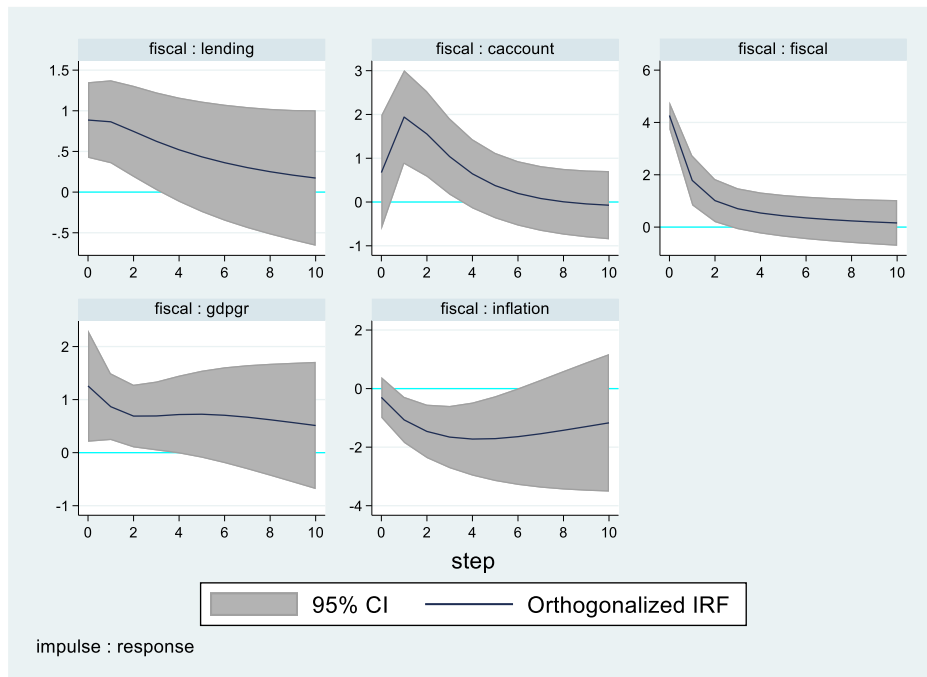 fiscal : lending
fiscal : caccount
fiscal : fiscal
1.5
1
.5
0
-.5
0 2 4 6 8 10
3
2
1
0
-1
0 2 4 6 8 10
6
4
2
0
0 2 4 6 8 10
fiscal : gdpgr
fiscal : inflation
2
1
0
-1
0 2 4 6 8 10
2
0
-2
-4
0 2 4 6 8 10
step
95% CI
Orthogonalized IRF
impulse : response